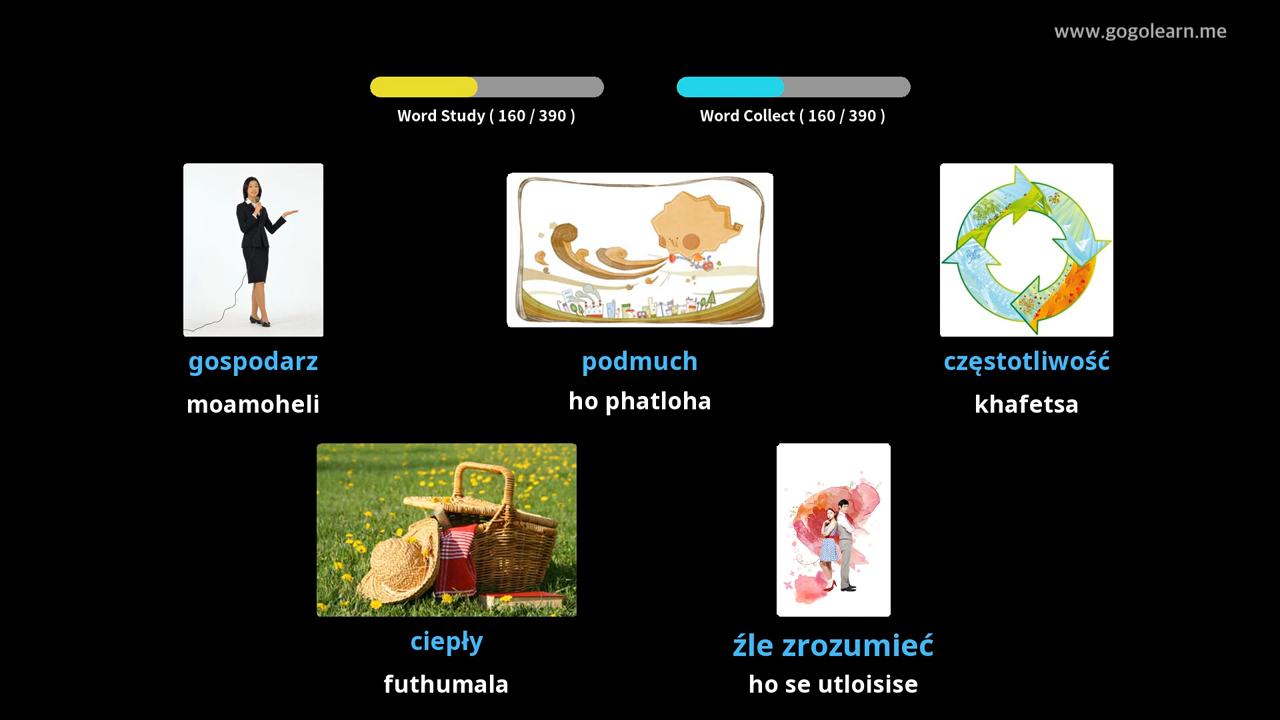 www.gogolearn.me
Word Study ( 160 / 390 )
Word Collect ( 160 / 390 )
gospodarz
podmuch
częstotliwość
moamoheli
ho phatloha
khafetsa
ciepły
źle zrozumieć
futhumala
ho se utloisise